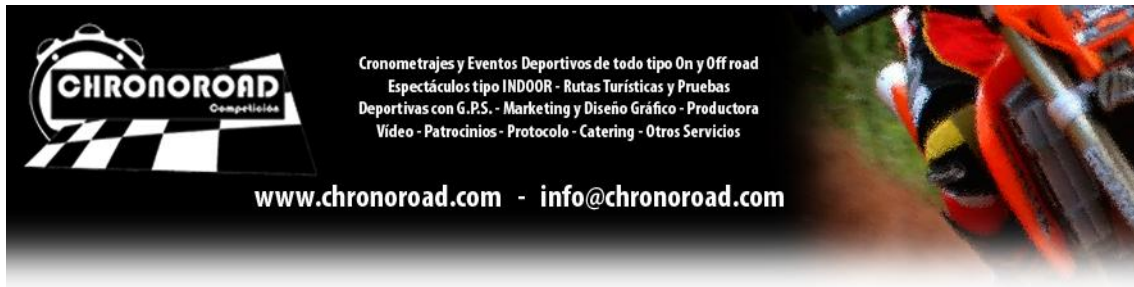 CHRONOROAD
Competición
Cronometrajes y Eventos Deportivos de todo tipo On y Off road
Espectáculos tipo INDOOR - Rutas Turísticas y Pruebas
Deportivas con G.P.S. - Marketing y Diseño Gráfico - Productora
Vídeo - Patrocinios - Protocolo - Catering - Otros Servicios
www.chronoroad.com - info@chronoroad.com